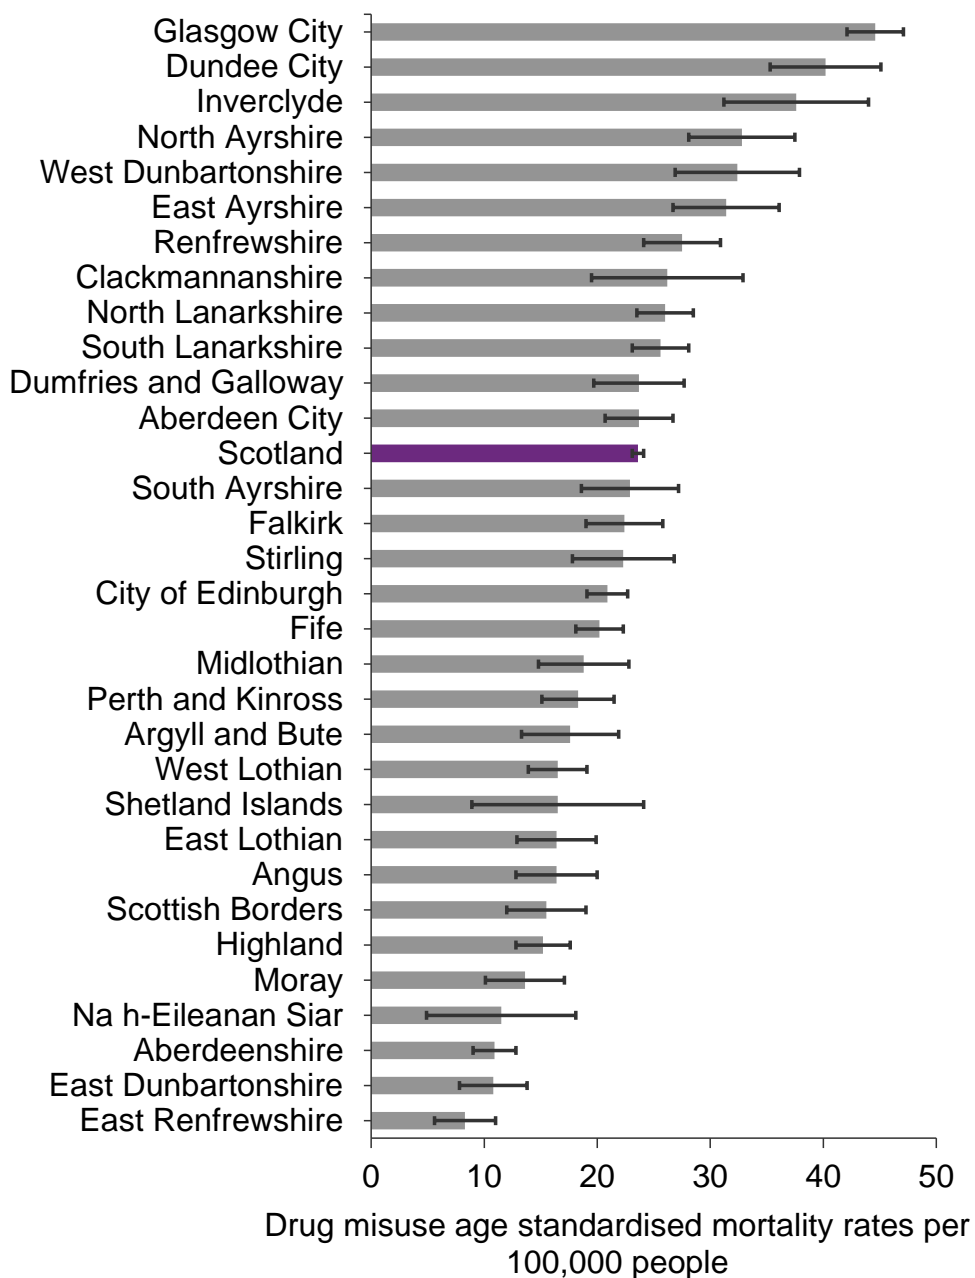 Glasgow City
Dundee City
Inverclyde
North Ayrshire
West Dunbartonshire
East Ayrshire
Renfrewshire
Clackmannanshire
North Lanarkshire
South Lanarkshire
Dumfries and Galloway
Aberdeen City
Scotland
South Ayrshire
Falkirk
Stirling
City of Edinburgh
Fife
Midlothian
Perth and Kinross
Argyll and Bute
West Lothian
Shetland Islands
East Lothian
Angus
Scottish Borders
Highland
Moray
Na h-Eileanan Siar
Aberdeenshire
East Dunbartonshire
East Renfrewshire
0 10 20 30 40 50
Drug misuse age standardised mortality rates per
100,000 people